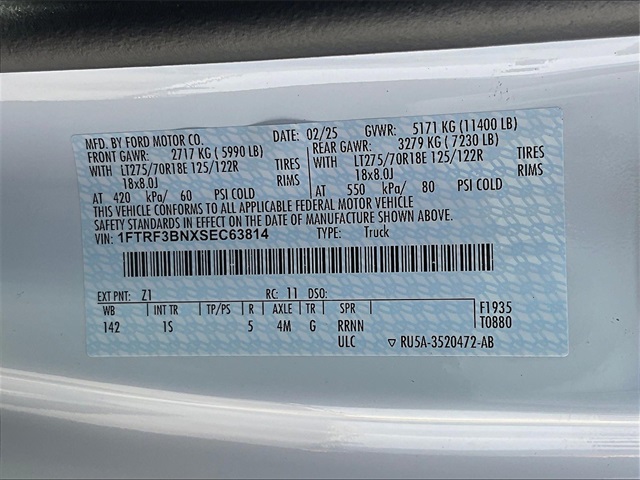 MFD. BY FORD MOTOR CO. DATE: 02/25 GVWR: 5171 KG (11400 LB)
FRONT GAWR: 2717 KG ( 5990 LB) REAR GAWR: 3279 KG ( 7230 LB)
WITH LT275/70R18E 125/122R TIRES WITH LT275/70R18E 125/122R TIRES
18x8.0J RIMS 18x8.0J RIMS
AT 420 kPa/ 60 PSI COLD AT 550 kPa/ 80 PSI COLD
THIS VEHICLE CONFORMS TO ALL APPLICABLE FEDERAL MOTOR VEHICLE
SAFETY STANDARDS IN EFFECT ON THE DATE OF MANUFACTURE SHOWN ABOVE.
VIN: 1FTRF3BNXSEC63814 TYPE: Truck
EXT PNT: Z1 RC: 11 DSO:
WB INT TR TP/PS R AXLE TR SPR F1935
142 1S 5 4M G RRNN T0880
ULC ▽ RU5A-3520472-AB